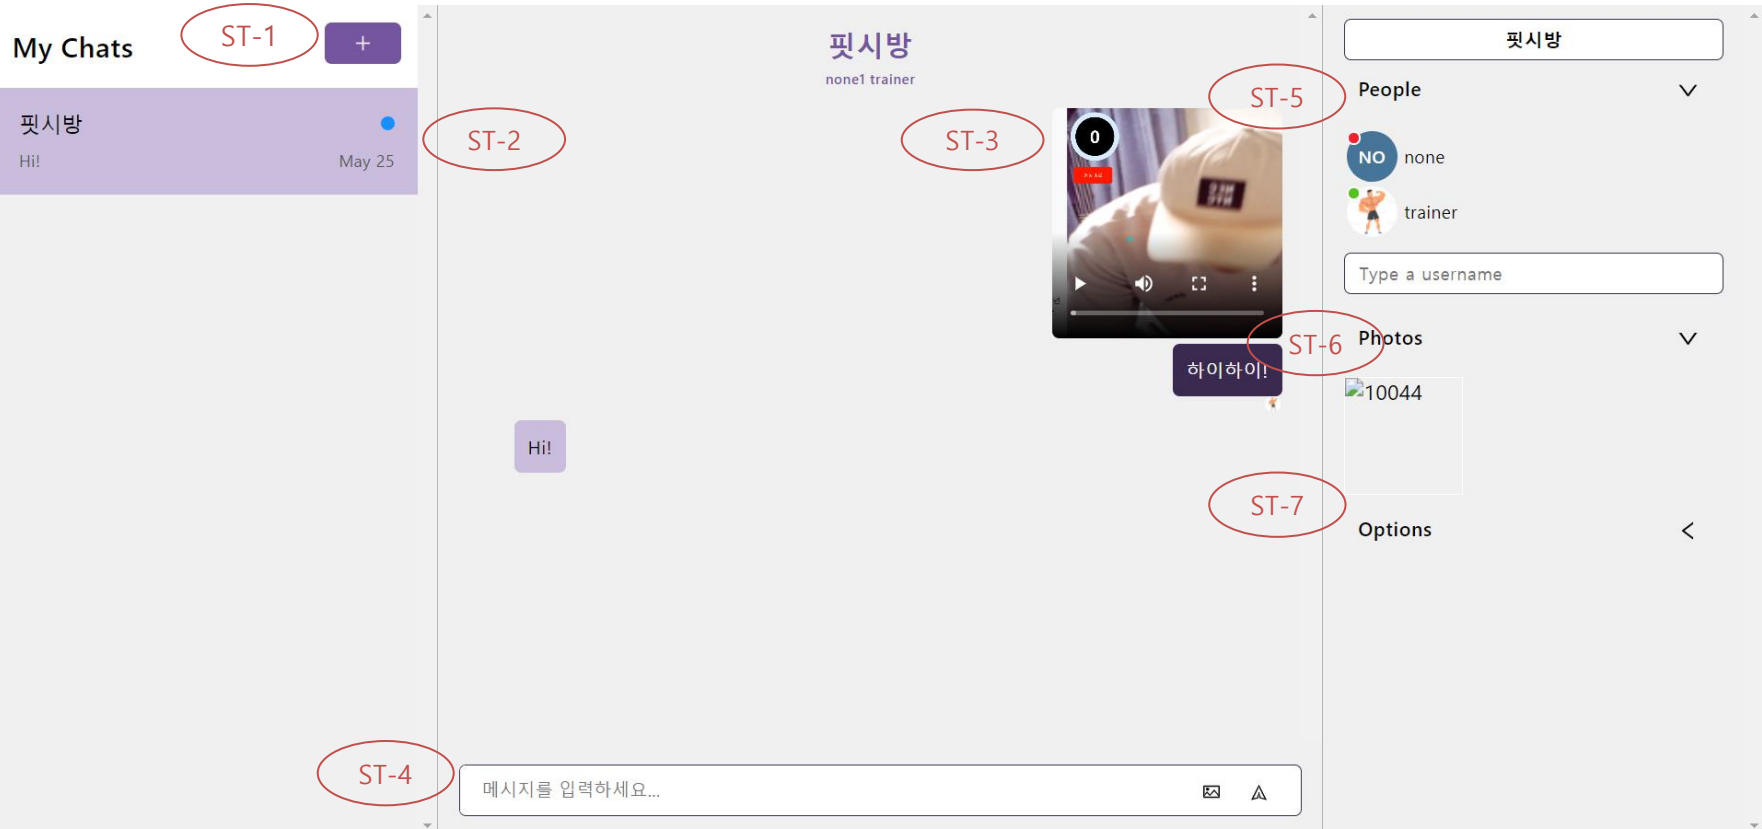 My Chats
ST-1
+
핏시방
Hi!
May 25
ST-2
핏시방
none1 trainer
ST-3
0
하이하이!
Hi!
ST-4
메시지를 입력하세요...
핏시방
ST-5
People
NO
none
trainer
Type a username
ST-6
Photos
10044
ST-7
Options